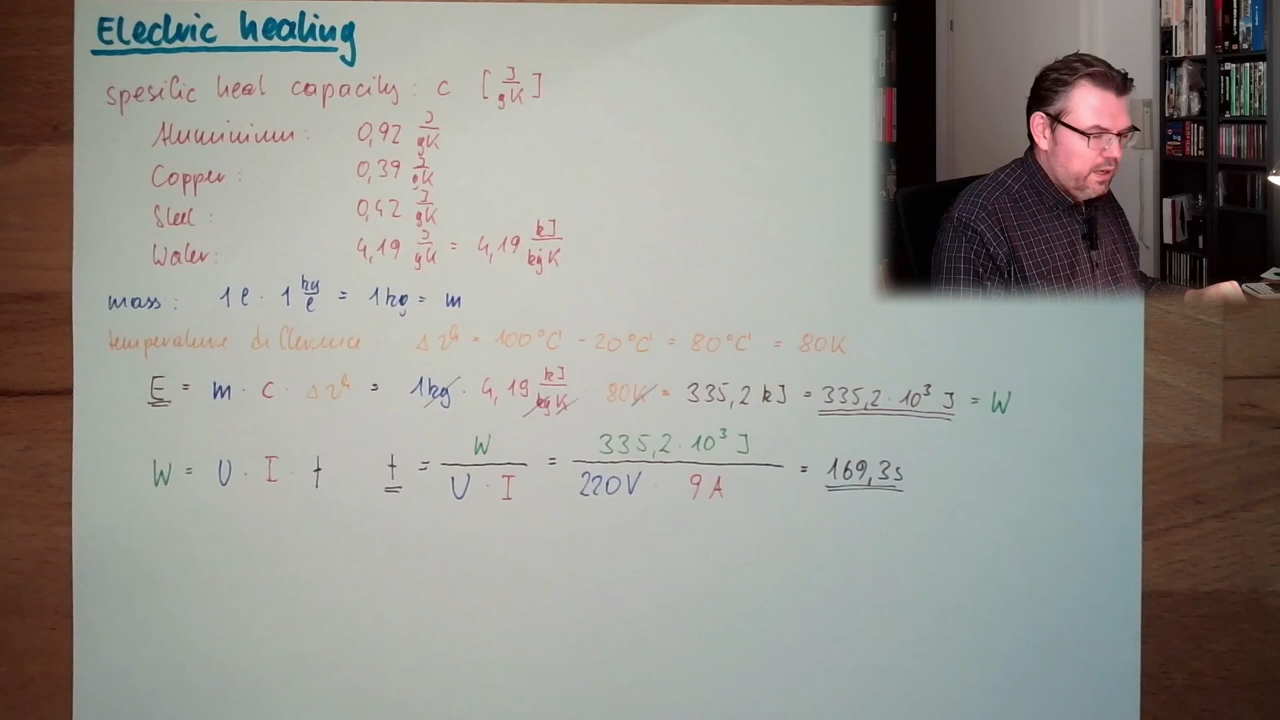 Electric heating
spesific heat capacity: c [J/gK]
Aluminium: 0,92 J/gK
Copper: 0,39 J/gK
Steel: 0,42 J/gK
Water: 4,19 J/gK = 4,19 kJ/kgK
mass: 1 l · 1 kg/l = 1 kg = m
temperature difference: Δϑ = 100°C - 20°C = 80°C = 80K
E = m · c · Δϑ = 1kg · 4,19 kJ/kgK 80K = 335,2 kJ = 335,2 · 10³ J = W
W = U · I · t t = W / U · I = 335,2 · 10³ J / 220V 9A = 169,3s